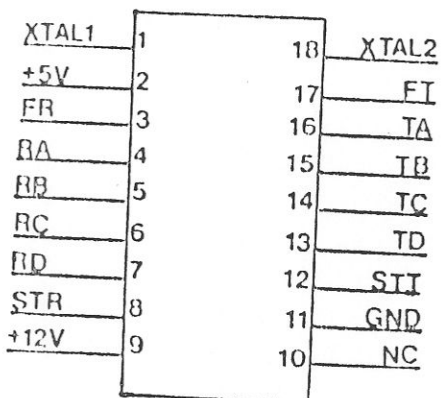 XTAL1 1 18 XTAL2
+5V 2 17 FT
FR 3 16 TA
RA 4 15 TB
RB 5 14 TC
RC 6 13 TD
RD 7 12 STT
STR 8 11 GND
+12V 9 10 NC